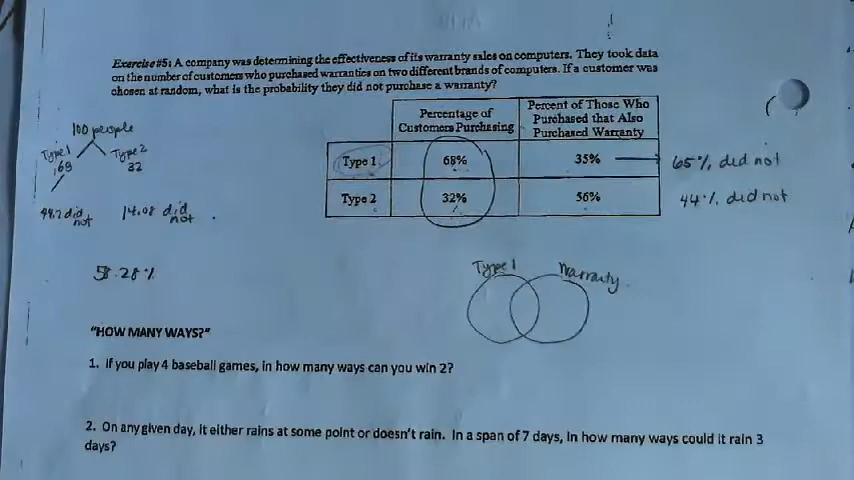 Exercise #5: A company was determining the effectiveness of its warranty sales on computers. They took data
on the number of customers who purchased warranties on two different brands of computers. If a customer was
chosen at random, what is the probability they did not purchase a warranty?
100 people
Type 1
Type 2
68
32
did not
14.08 did not
58.28%
Percentage of
Customers Purchasing
Percent of Those Who
Purchased that Also
Purchased Warranty
Type 1 68% 35% 65% did not
Type 2 32% 56% 44% did not
Type 1
Warranty
"HOW MANY WAYS?"
1. If you play 4 baseball games, in how many ways can you win 2?
2. On any given day, it either rains at some point or doesn't rain. In a span of 7 days, in how many ways could it rain 3
days?